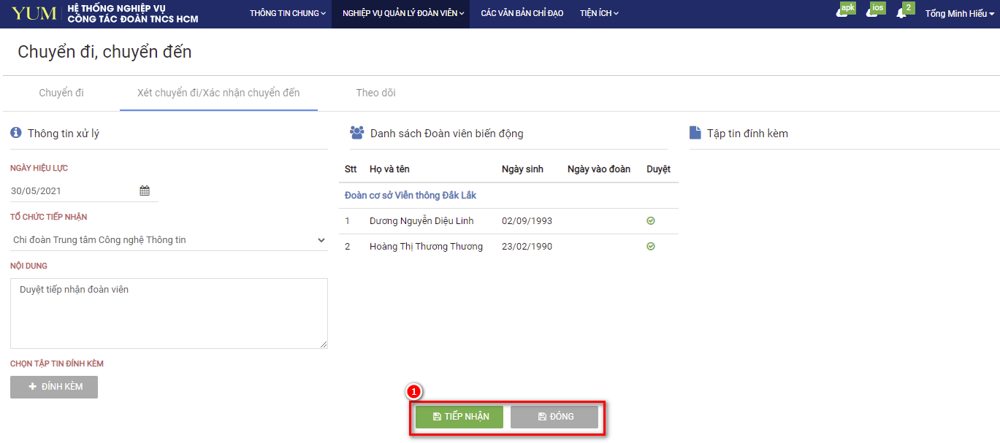 YUM
HỆ THỐNG NGHIỆP VỤ
CÔNG TÁC ĐOÀN TNCS HCM
THÔNG TIN CHUNG
NGHIỆP VỤ QUẢN LÝ ĐOÀN VIÊN
CÁC VĂN BẢN CHỈ ĐẠO
TIỆN ÍCH
apk
ios
2
Tống Minh Hiếu
Chuyển đi, chuyển đến
Chuyển đi
Xét chuyển đi/Xác nhận chuyển đến
Theo dõi
Thông tin xử lý
NGÀY HIỆU LỰC
30/05/2021
TỔ CHỨC TIẾP NHẬN
Chi đoàn Trung tâm Công nghệ Thông tin
NỘI DUNG
Duyệt tiếp nhận đoàn viên
CHỌN TẬP TIN ĐÍNH KÈM
+ ĐÍNH KÈM
Danh sách Đoàn viên biến động
Stt Họ và tên Ngày sinh Ngày vào đoàn Duyệt
Đoàn cơ sở Viễn thông Đắk Lắk
1 Dương Nguyễn Diệu Linh 02/09/1993
2 Hoàng Thị Thương Thương 23/02/1990
Tập tin đính kèm
1
TIẾP NHẬN
ĐÓNG